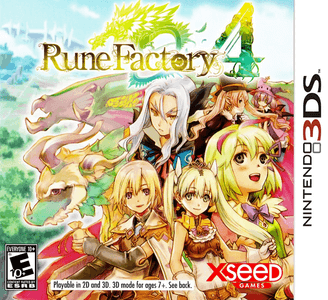 Rune Factory 4
NINTENDO 3DS
EVERYONE 10+
E
10+
ESRB
Playable in 2D and 3D. 3D mode for ages 7+. See back.
XSEED
GAMES